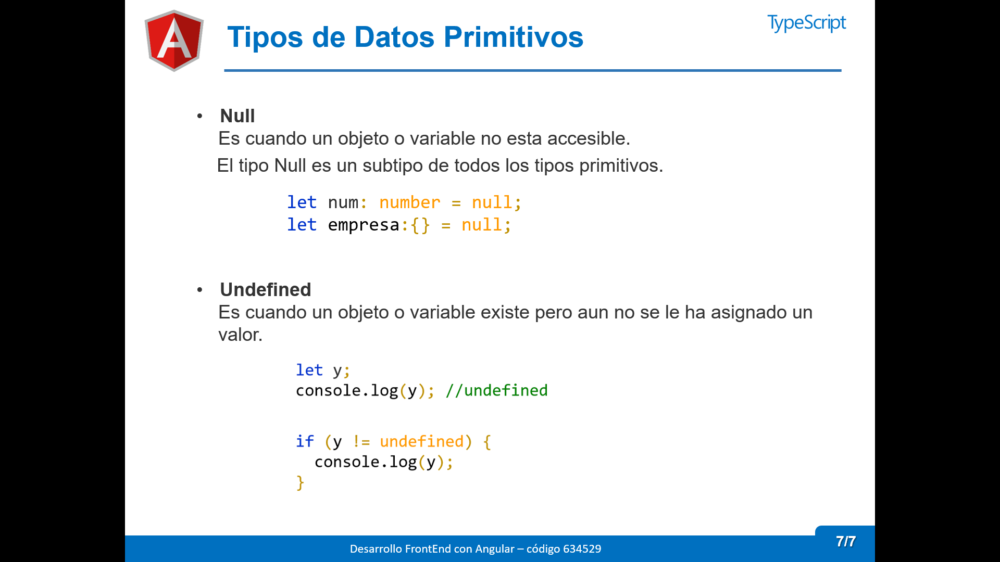 Tipos de Datos Primitivos
TypeScript
• Null
Es cuando un objeto o variable no esta accesible.
El tipo Null es un subtipo de todos los tipos primitivos.
let num: number = null;
let empresa:{} = null;
• Undefined
Es cuando un objeto o variable existe pero aun no se le ha asignado un
valor.
let y;
console.log(y); //undefined
if (y != undefined) {
  console.log(y);
}
Desarrollo FrontEnd con Angular – código 634529
7/7